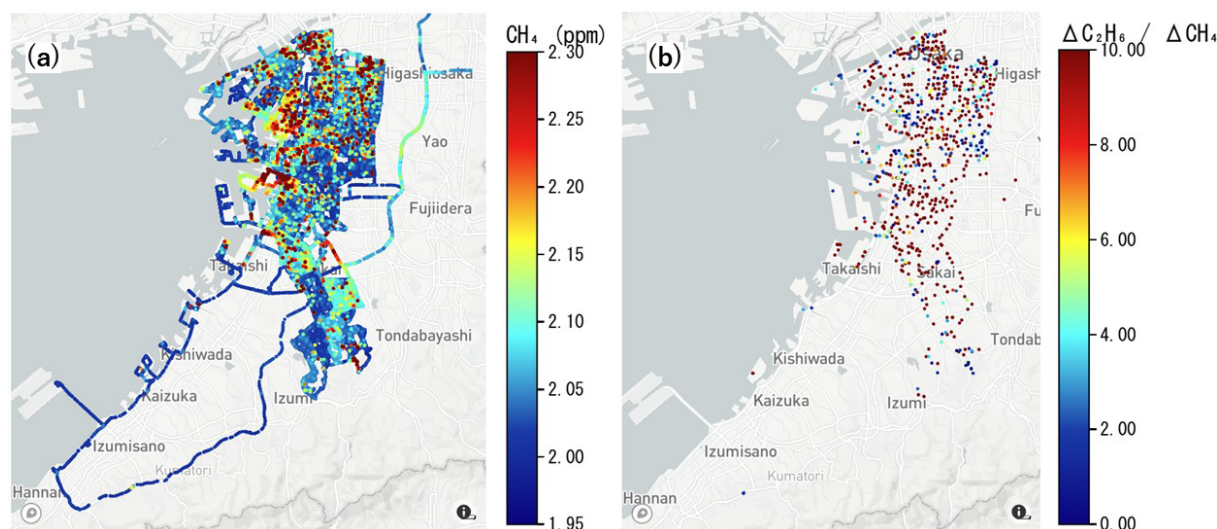 (a)
Higashiosaka
Yao
Fujiidera
Takaishi
Tondabayashi
Kishiwada
Kaizuka
Izumi
Izumisano
Kumatori
Hannan
CH₄ (ppm)
2.30
2.25
2.20
2.15
2.10
2.05
2.00
1.95
(b)
Osaka
Higash
Fu
Takaishi
Sakai
Tondab
Kishiwada
Kaizuka
Izumi
Izumisano
Kumatori
Hannan
ΔC₂H₆ / ΔCH₄
10.00
8.00
6.00
4.00
2.00
0.00